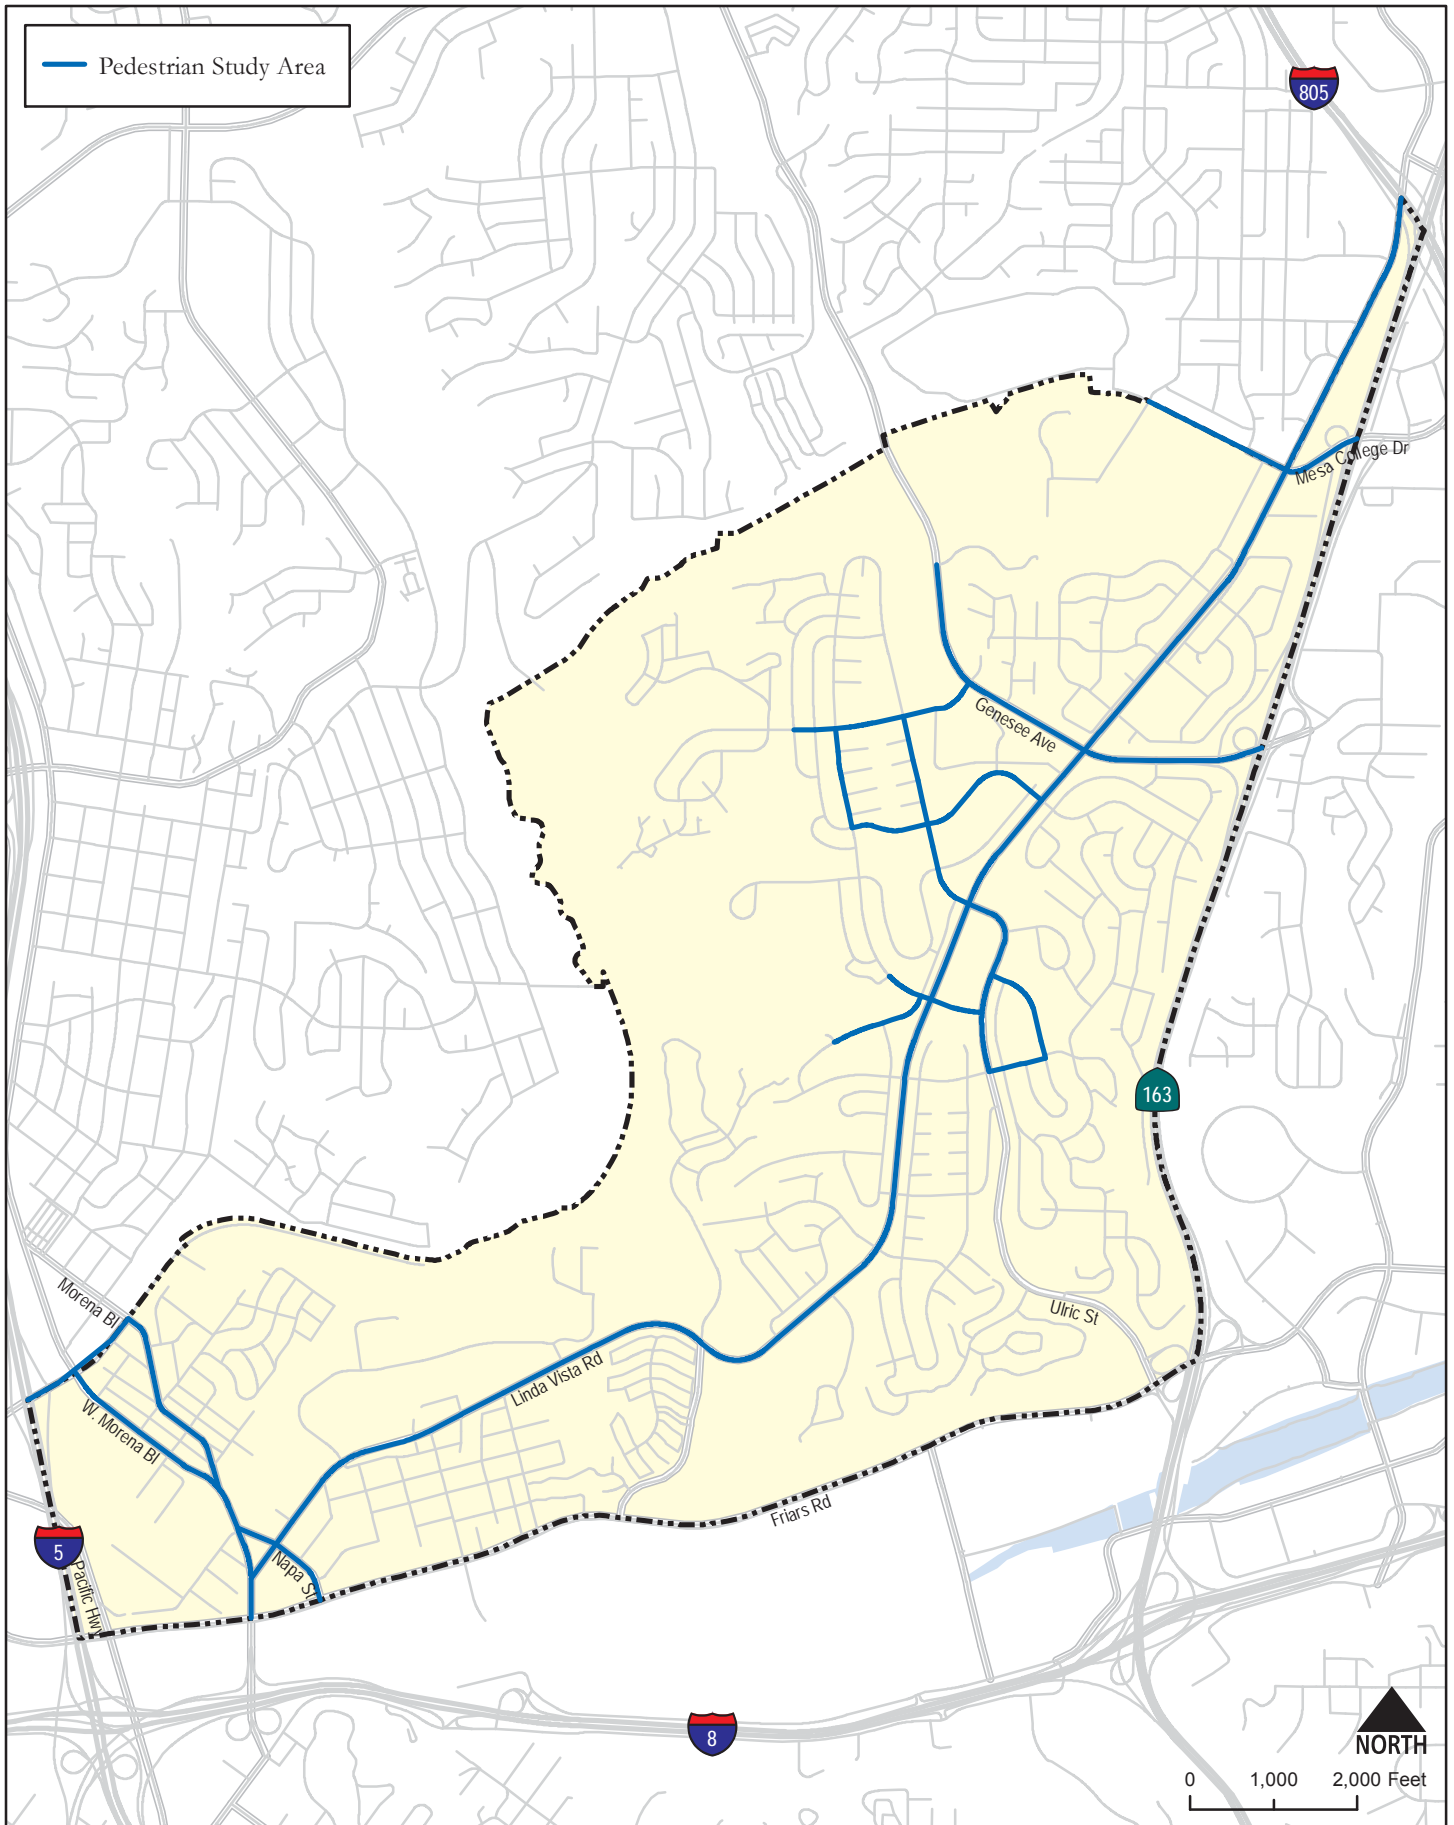 Pedestrian Study Area
805
Mesa College Dr
Genesee Ave
163
Morena Bl
Ulric St
Linda Vista Rd
W. Morena Bl
Friars Rd
5
Napa St
Pacific Hwy
8
NORTH
0 1,000 2,000 Feet